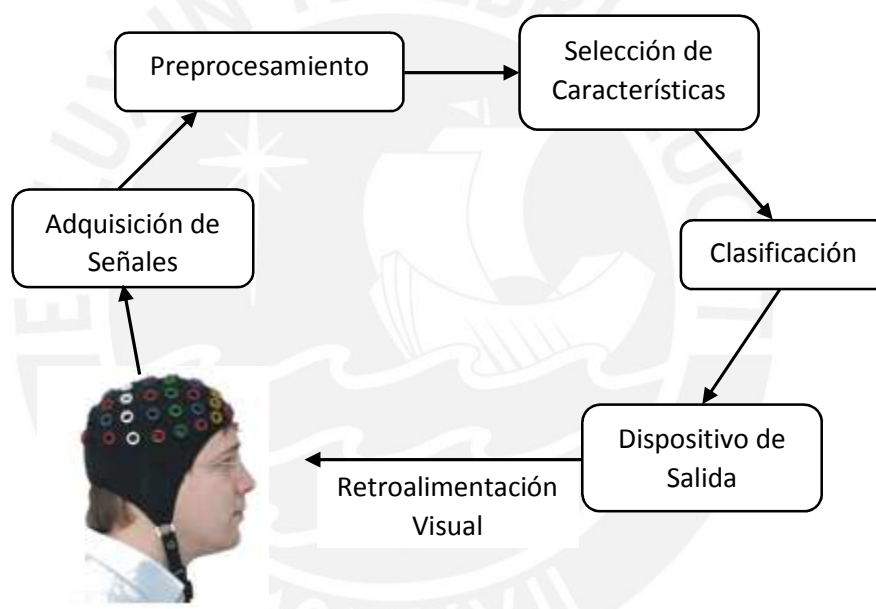 Preprocesamiento
Selección de
Características
Adquisición de
Señales
Clasificación
Dispositivo de
Salida
Retroalimentación
Visual